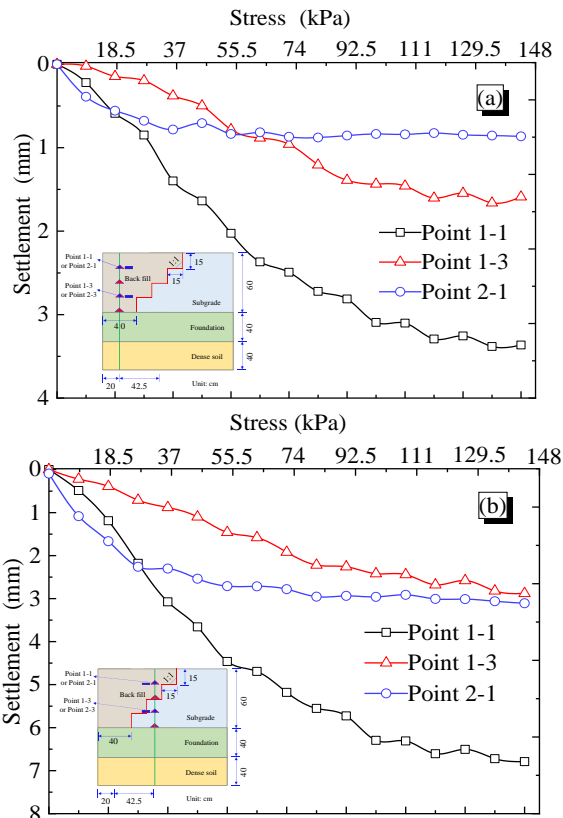 Stress (kPa)
18.5 37 55.5 74 92.5 111 129.5 148
0
1
2
3
4
Settlement (mm)
(a)
Point 1-1
Point 1-3
Point 2-1
Point 1-1
or Point 2-1
Point 1-3
or Point 2-3
Back fill
1:1
15
15
60
Subgrade
Foundation
40
Dense soil
40
40
20 42.5 Unit: cm
Stress (kPa)
18.5 37 55.5 74 92.5 111 129.5 148
0
1
2
3
4
5
6
7
8
Settlement (mm)
(b)
Point 1-1
Point 1-3
Point 2-1
Point 1-1
or Point 2-1
Point 1-3
or Point 2-3
Back fill
1:1
15
15
60
Subgrade
40
Foundation
40
Dense soil
40
20 42.5 Unit: cm